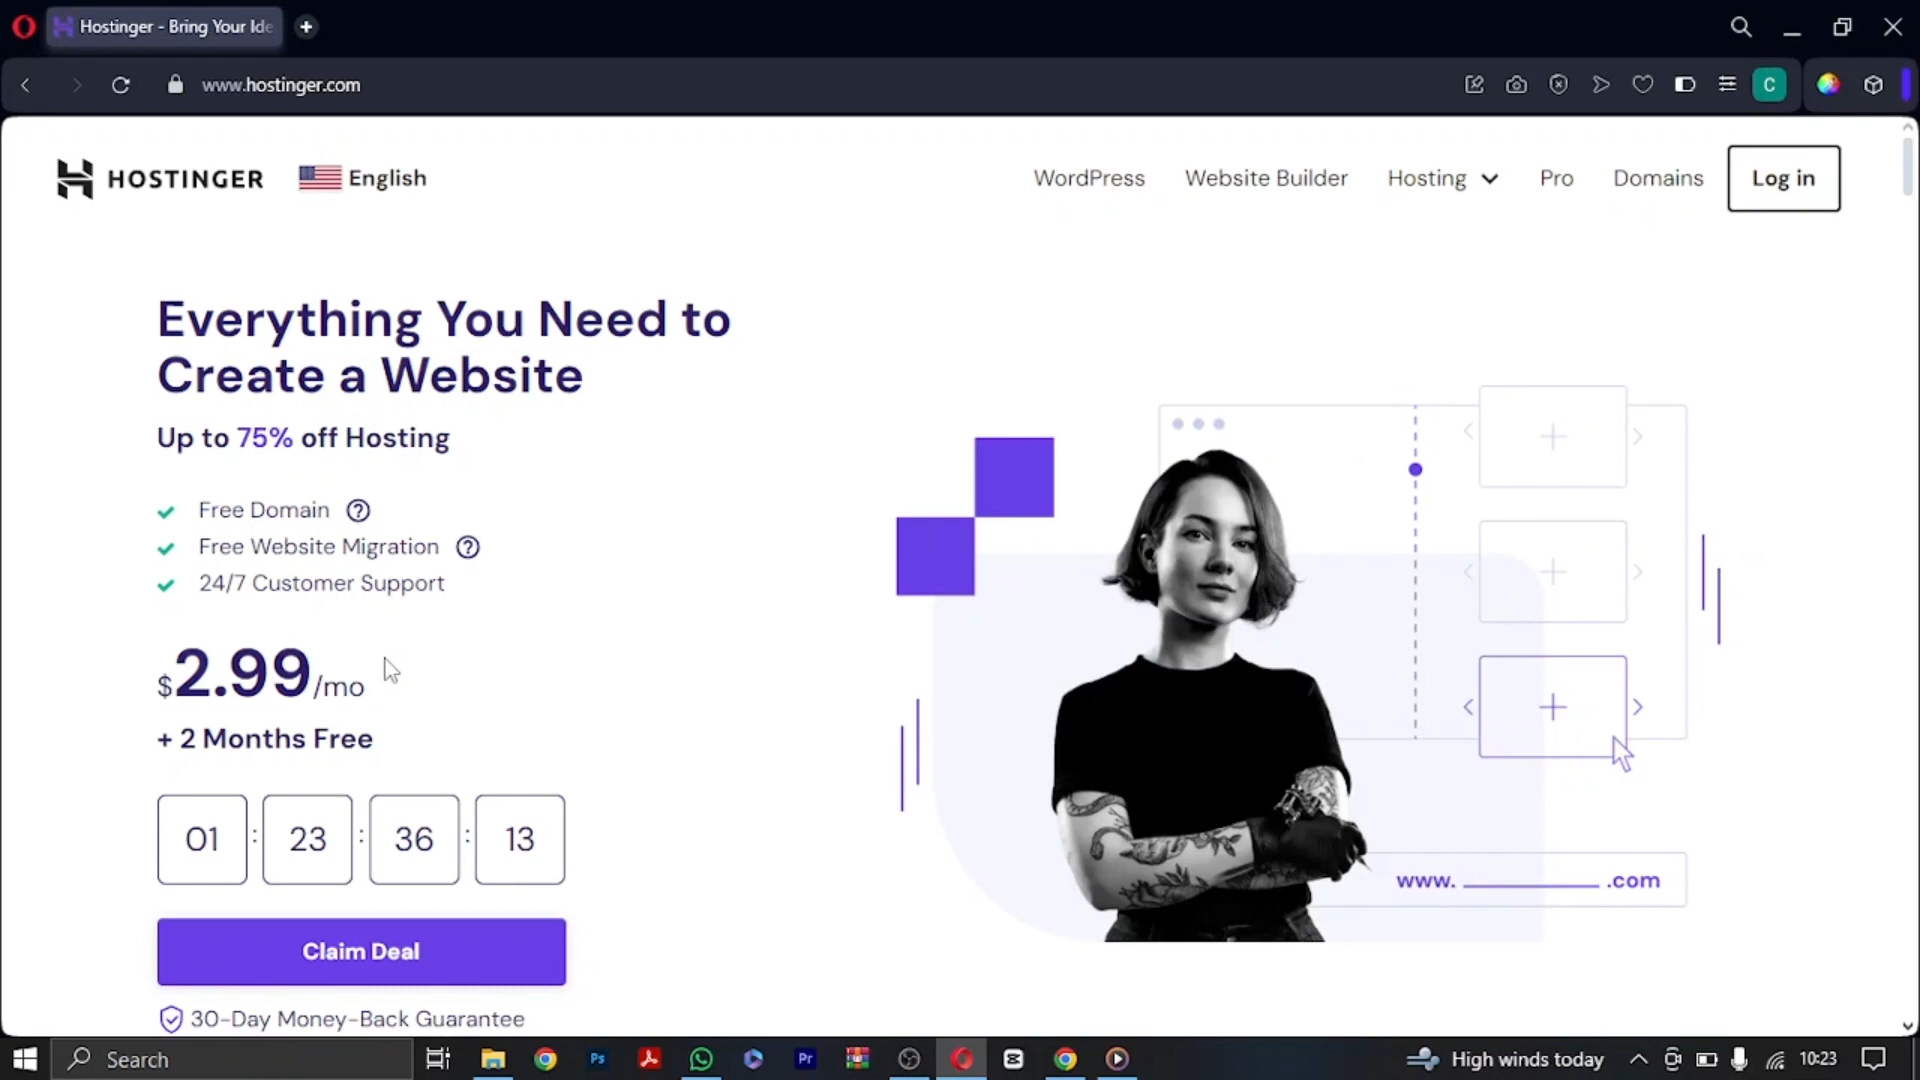 Hostinger - Bring Your Ide
www.hostinger.com
C
HOSTINGER
English
WordPress
Website Builder
Hosting
Pro
Domains
Log in
Everything You Need to
Create a Website
Up to 75% off Hosting
Free Domain ?
Free Website Migration ?
24/7 Customer Support
$2.99/mo
+ 2 Months Free
01 : 23 : 36 : 13
Claim Deal
30-Day Money-Back Guarantee
www. __________ .com
Search
Ps
Pr
High winds today
10:23